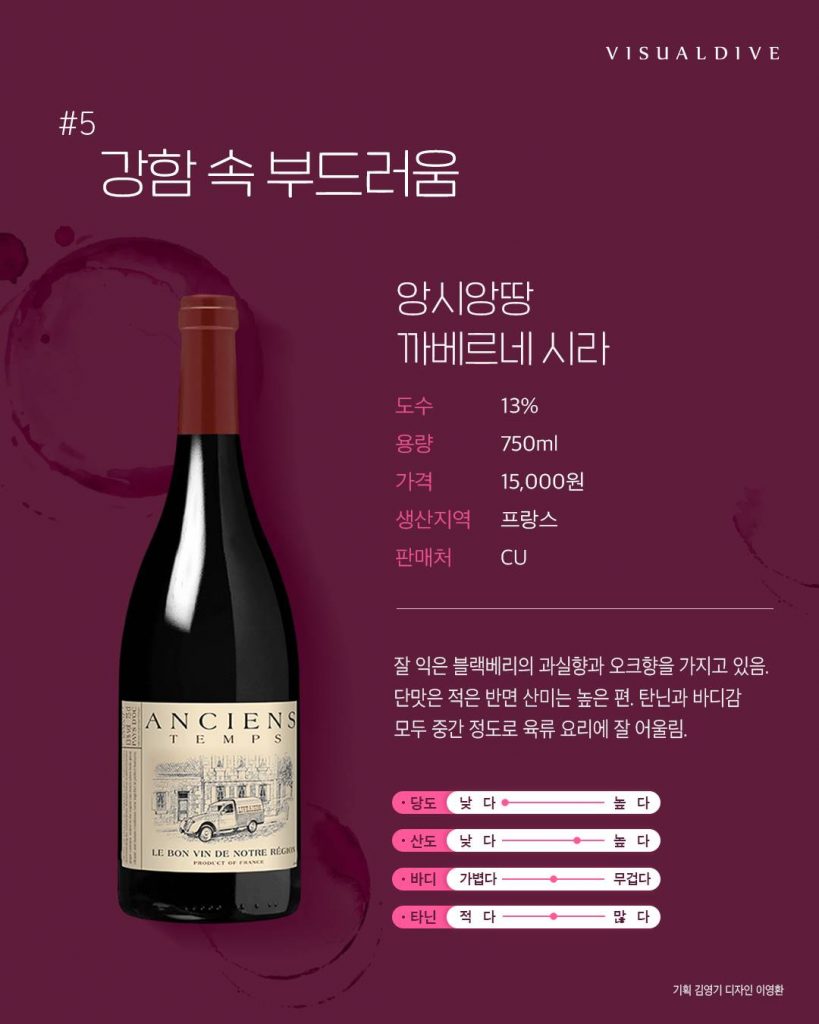 VISUALDIVE
#5
강함 속 부드러움
앙시앙땅
까베르네 시라
도수 13%
용량 750ml
가격 15,000원
생산지역 프랑스
판매처 CU
잘 익은 블랙베리의 과실향과 오크향을 가지고 있음.
단맛은 적은 반면 산미는 높은 편. 탄닌과 바디감
모두 중간 정도로 육류 요리에 잘 어울림.
· 당도 낮 다 높 다
· 산도 낮 다 높 다
· 바디 가볍다 무겁다
· 타닌 적 다 많 다
ANCIENS
TEMPS
PAYS D'OC
LE BON VIN DE NOTRE RÉGION
PRODUCT OF FRANCE
기획 김영기 디자인 이영환